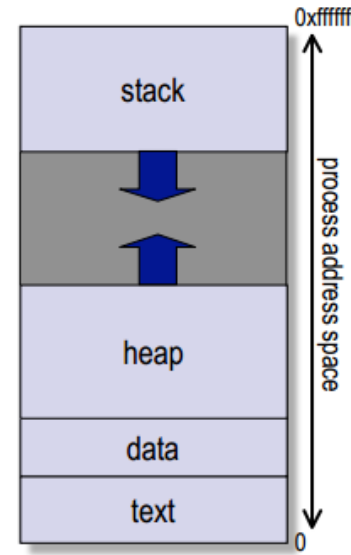 0xffffff
stack
process address space
heap
data
text
0